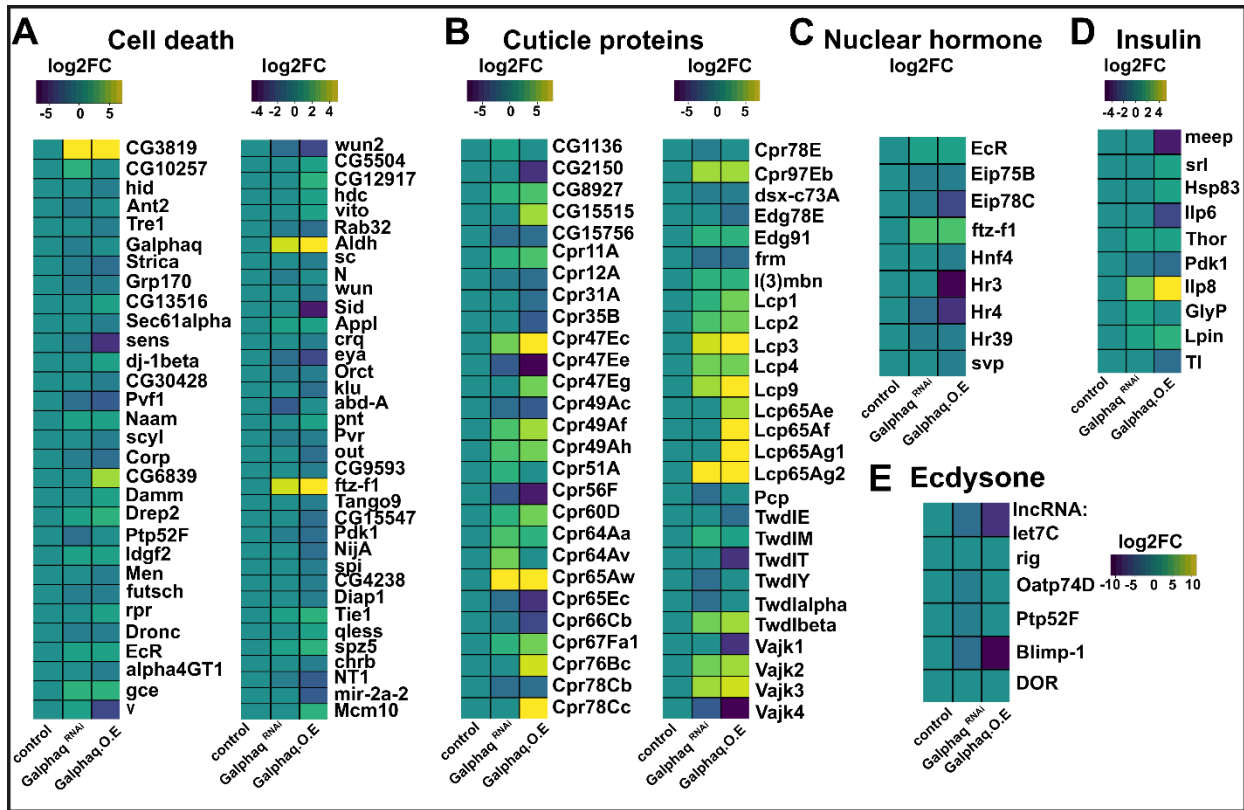 A Cell death
log2FC
-5 0 5
CG3819
CG10257
hid
Ant2
Tre1
Galphaq
Strica
Grp170
CG13516
Sec61alpha
sens
dj-1beta
CG30428
Pvf1
Naam
scyl
Corp
CG6839
Damm
Drep2
Ptp52F
Idgf2
Men
futsch
rpr
Dronc
EcR
alpha4GT1
gce
v
control
Galphaq RNAi
Galphaq.O.E
log2FC
-4 -2 0 2 4
wun2
CG5504
CG12917
hdc
vito
Rab32
Aldh
sc
N
wun
Sid
Appl
crq
eya
Orct
klu
abd-A
pnt
Pvr
out
CG9593
ftz-f1
Tango9
CG15547
Pdk1
NijA
spi
CG4238
Diap1
Tie1
qless
spz5
chrb
NT1
mir-2a-2
Mcm10
control
Galphaq RNAi
Galphaq.O.E
B Cuticle proteins
log2FC
-5 0 5
CG1136
CG2150
CG8927
CG15515
CG15756
Cpr11A
Cpr12A
Cpr31A
Cpr35B
Cpr47Ec
Cpr47Ee
Cpr47Eg
Cpr49Ac
Cpr49Af
Cpr49Ah
Cpr51A
Cpr56F
Cpr60D
Cpr64Aa
Cpr64Av
Cpr65Aw
Cpr65Ec
Cpr66Cb
Cpr67Fa1
Cpr76Bc
Cpr78Cb
Cpr78Cc
control
Galphaq RNAi
Galphaq.O.E
log2FC
-5 0 5
Cpr78E
Cpr97Eb
dsx-c73A
Edg78E
Edg91
frm
l(3)mbn
Lcp1
Lcp2
Lcp3
Lcp4
Lcp9
Lcp65Ae
Lcp65Af
Lcp65Ag1
Lcp65Ag2
Pcp
TwdlE
TwdlM
TwdlT
TwdlY
Twdlalpha
Twdlbeta
Vajk1
Vajk2
Vajk3
Vajk4
control
Galphaq RNAi
Galphaq.O.E
C Nuclear hormone
log2FC
EcR
Eip75B
Eip78C
ftz-f1
Hnf4
Hr3
Hr4
Hr39
svp
control
Galphaq RNAi
Galphaq.O.E
D Insulin
log2FC
-4 -2 0 2 4
meep
srl
Hsp83
Ilp6
Thor
Pdk1
Ilp8
GlyP
Lpin
Tl
control
Galphaq RNAi
Galphaq.O.E
E Ecdysone
lncRNA:
let7C
rig
Oatp74D
Ptp52F
Blimp-1
DOR
log2FC
-10 -5 0 5 10
control
Galphaq RNAi
Galphaq.O.E